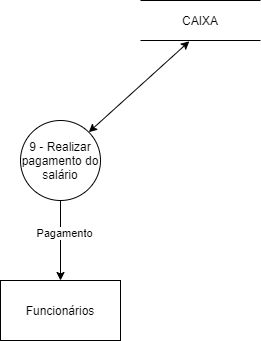 CAIXA
9 - Realizar
pagamento do
salário
Pagamento
Funcionários